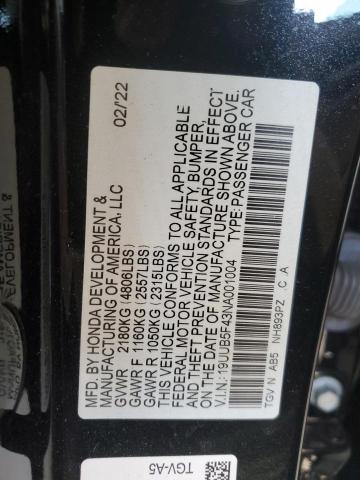 MFD. BY HONDA DEVELOPMENT & 02/22
MANUFACTURING OF AMERICA, LLC
GVWR 2180KG (4806LBS)
GAWR F 1160KG (2557LBS)
GAWR R 1050KG (2315LBS)
THIS VEHICLE CONFORMS TO ALL APPLICABLE
FEDERAL MOTOR VEHICLE SAFETY, BUMPER,
AND THEFT PREVENTION STANDARDS IN EFFECT
ON THE DATE OF MANUFACTURE SHOWN ABOVE.
V.I.N.: 19UUB5F43NA001004 TYPE: PASSENGER CAR
TGV N AB5 NH893PZ C A
TGV-A5